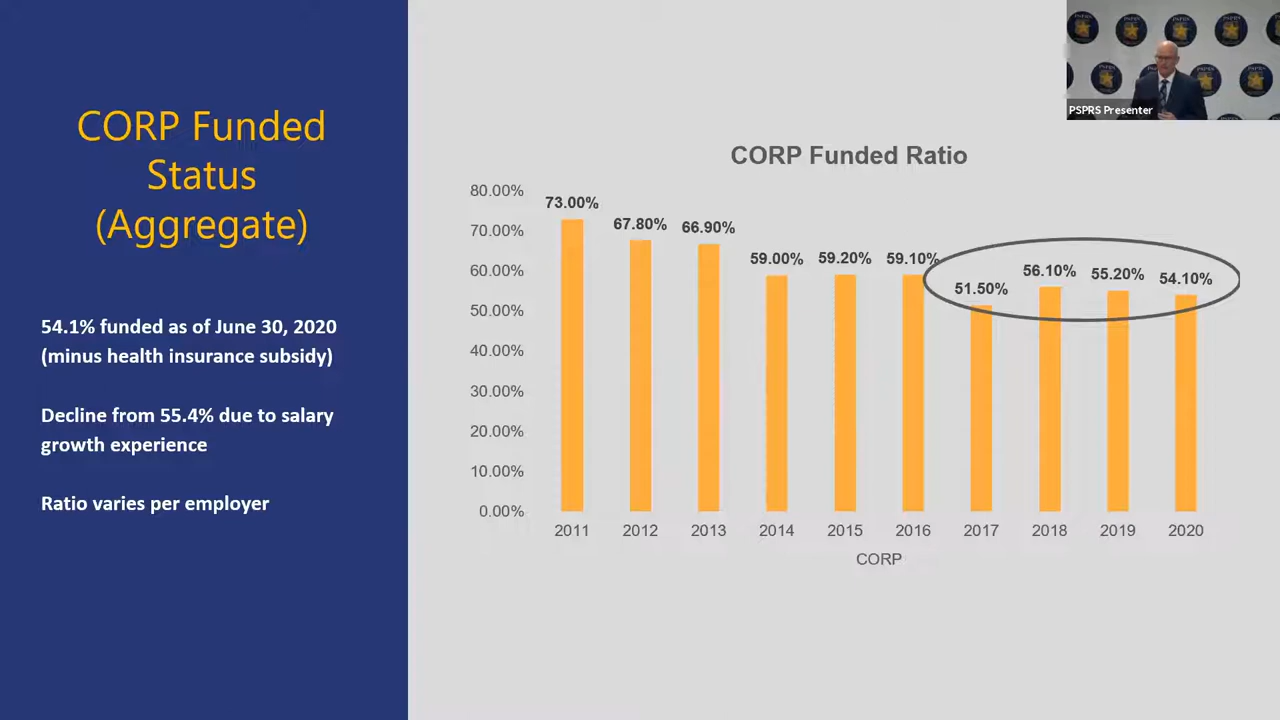 CORP Funded
Status
(Aggregate)
54.1% funded as of June 30, 2020
(minus health insurance subsidy)
Decline from 55.4% due to salary
growth experience
Ratio varies per employer
PSPRS Presenter
CORP Funded Ratio
80.00%
70.00%
60.00%
50.00%
40.00%
30.00%
20.00%
10.00%
0.00%
73.00%
67.80%
66.90%
59.00%
59.20%
59.10%
51.50%
56.10%
55.20%
54.10%
2011 2012 2013 2014 2015 2016 2017 2018 2019 2020
CORP